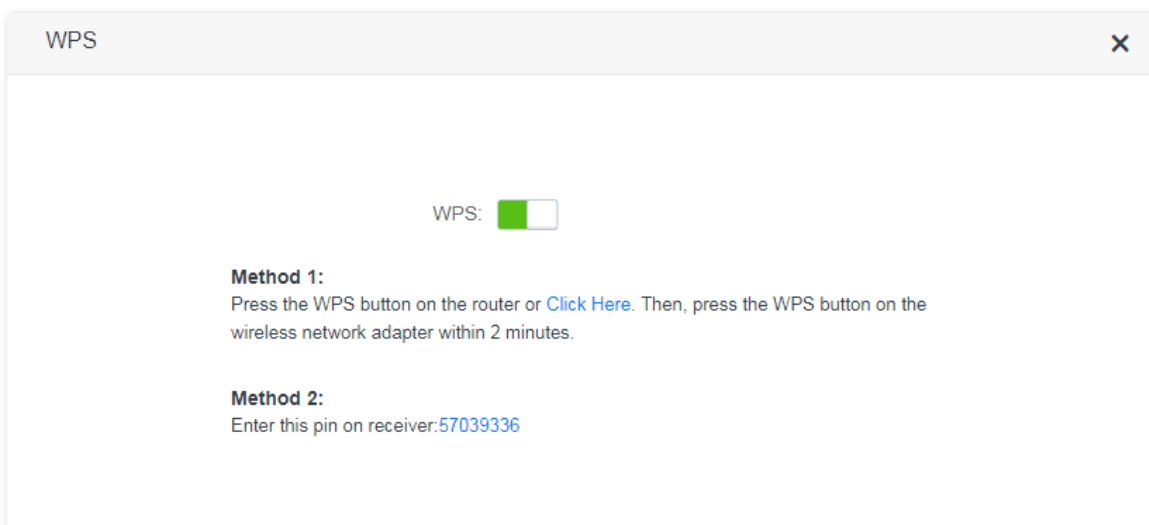 WPS
WPS:
Method 1:
Press the WPS button on the router or Click Here. Then, press the WPS button on the
wireless network adapter within 2 minutes.
Method 2:
Enter this pin on receiver:57039336